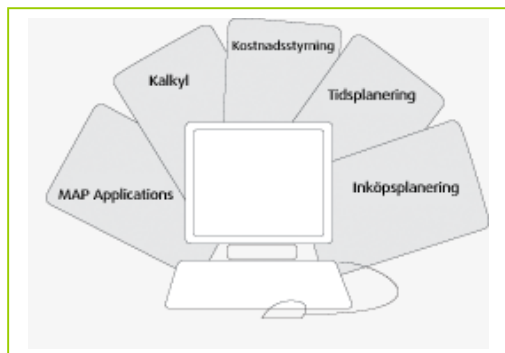 Kostnadsstyrning
Kalkyl
Tidsplanering
MAP Applications
Inköpsplanering